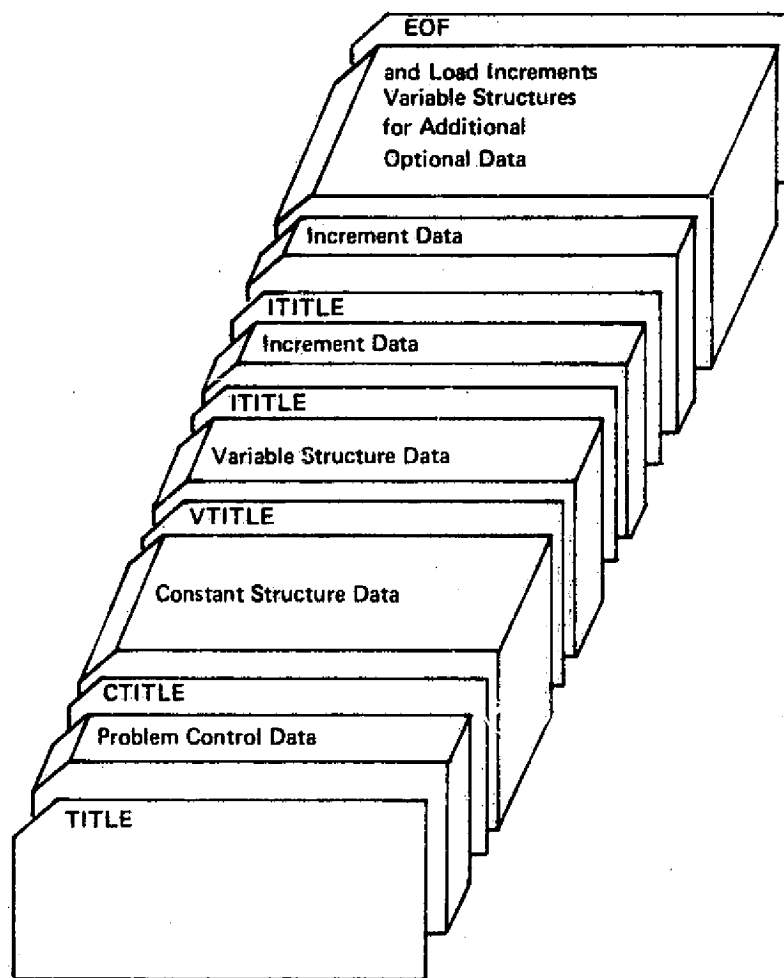 EOF
and Load Increments
Variable Structures
for Additional
Optional Data
Increment Data
ITITLE
Increment Data
ITITLE
Variable Structure Data
VTITLE
Constant Structure Data
CTITLE
Problem Control Data
TITLE